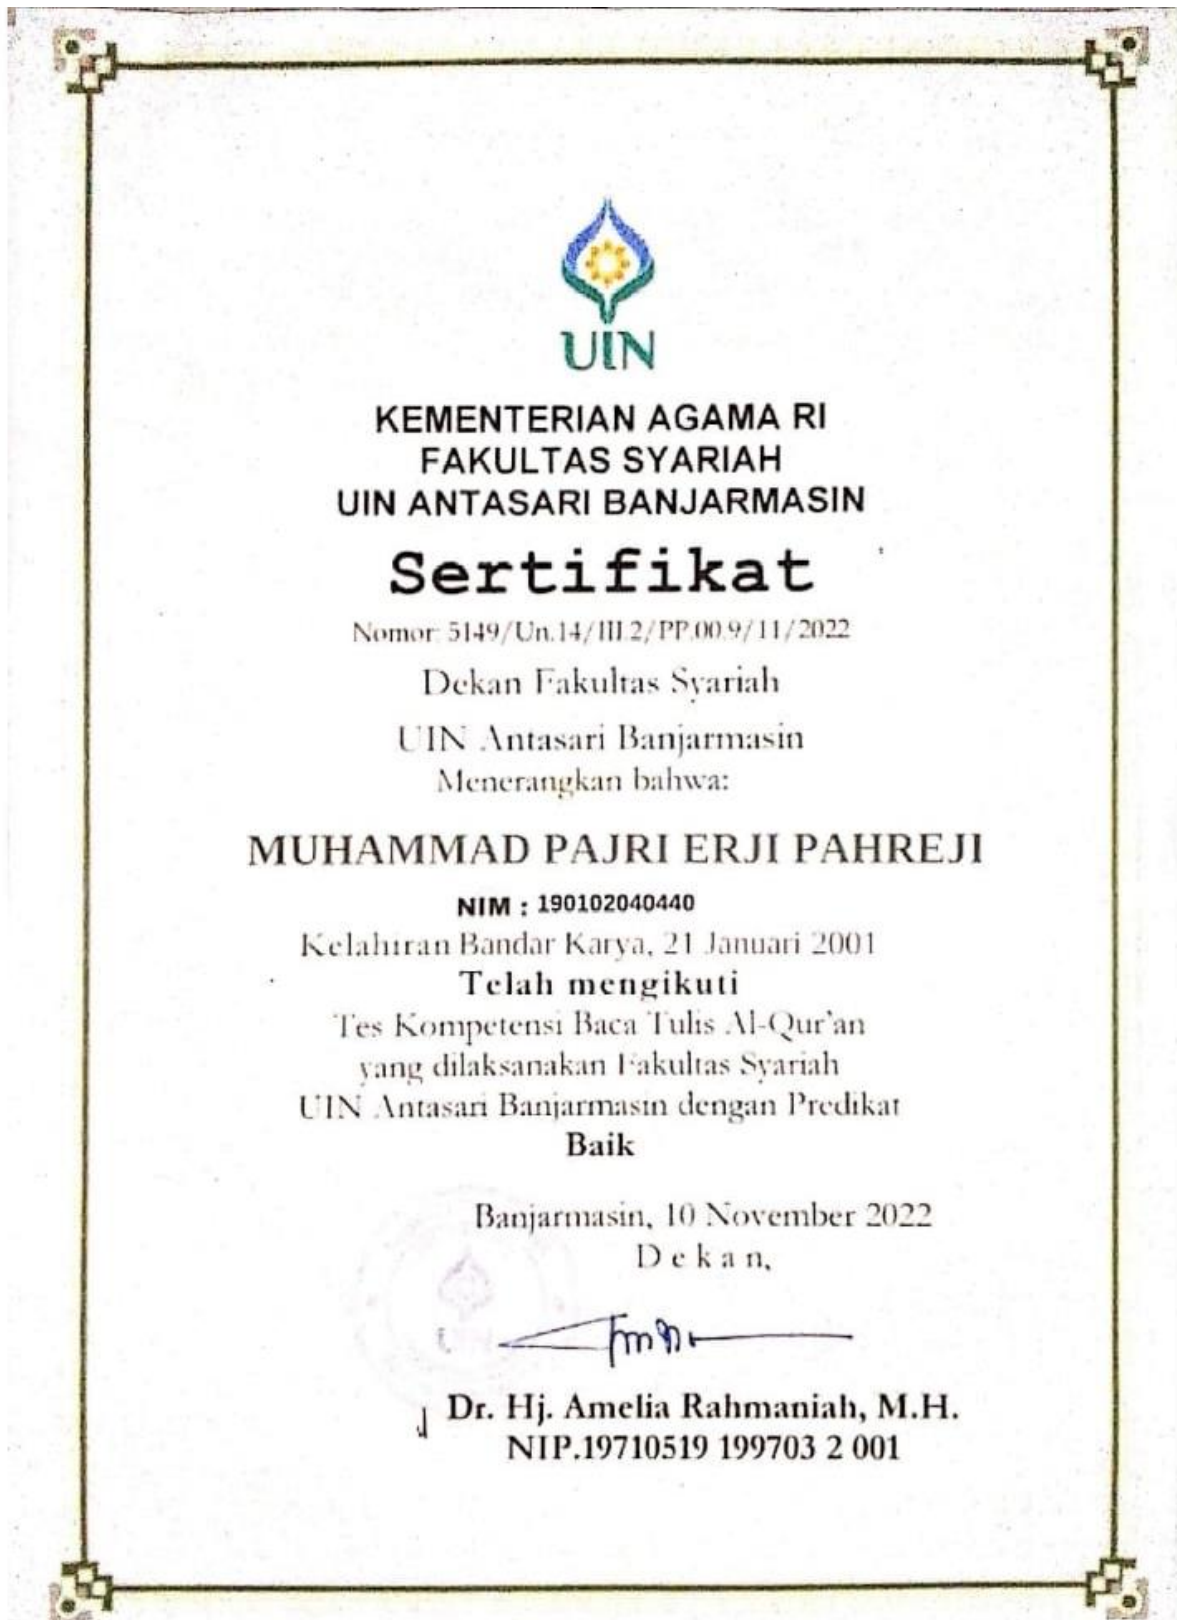 UIN
KEMENTERIAN AGAMA RI
FAKULTAS SYARIAH
UIN ANTASARI BANJARMASIN
Sertifikat
Nomor: 5149/Un.14/III.2/PP.00.9/11/2022
Dekan Fakultas Syariah
UIN Antasari Banjarmasin
Menerangkan bahwa:
MUHAMMAD PAJRI ERJI PAHREJI
NIM : 190102040440
Kelahiran Bandar Karya, 21 Januari 2001
Telah mengikuti
Tes Kompetensi Baca Tulis Al-Qur'an
yang dilaksanakan Fakultas Syariah
UIN Antasari Banjarmasin dengan Predikat
Baik
Banjarmasin, 10 November 2022
D e k a n,
Dr. Hj. Amelia Rahmaniah, M.H.
NIP.19710519 199703 2 001